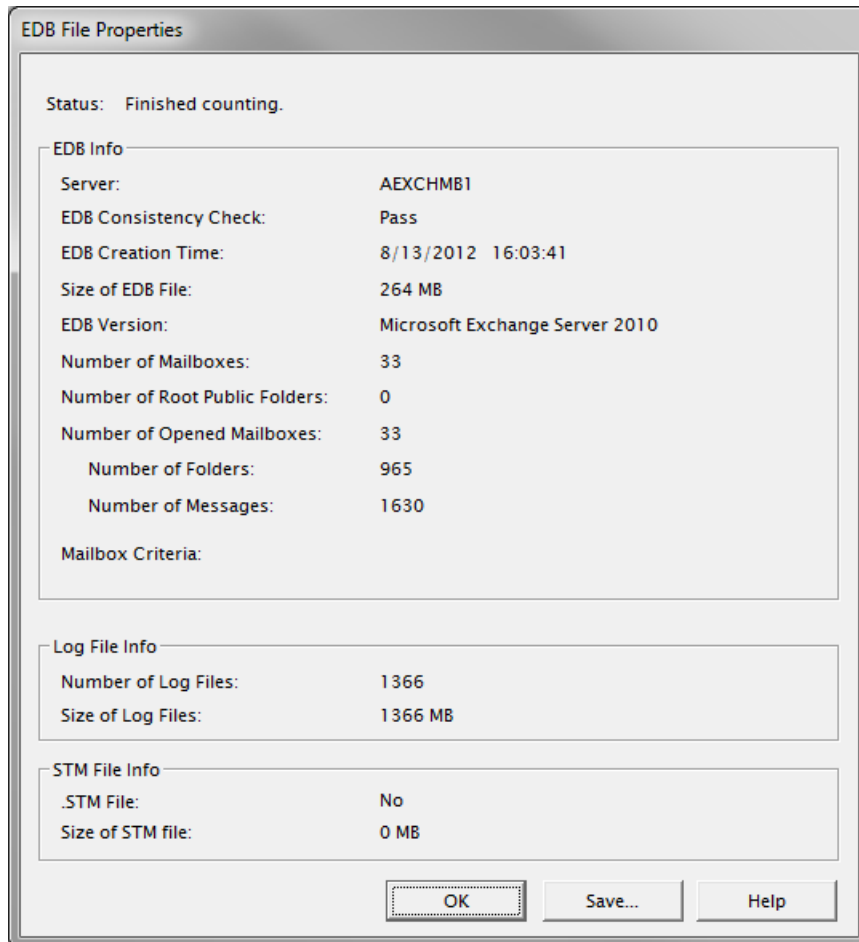 EDB File Properties
Status: Finished counting.
EDB Info
Server: AEXCHMB1
EDB Consistency Check: Pass
EDB Creation Time: 8/13/2012 16:03:41
Size of EDB File: 264 MB
EDB Version: Microsoft Exchange Server 2010
Number of Mailboxes: 33
Number of Root Public Folders: 0
Number of Opened Mailboxes: 33
Number of Folders: 965
Number of Messages: 1630
Mailbox Criteria:
Log File Info
Number of Log Files: 1366
Size of Log Files: 1366 MB
STM File Info
.STM File: No
Size of STM file: 0 MB
OK Save... Help